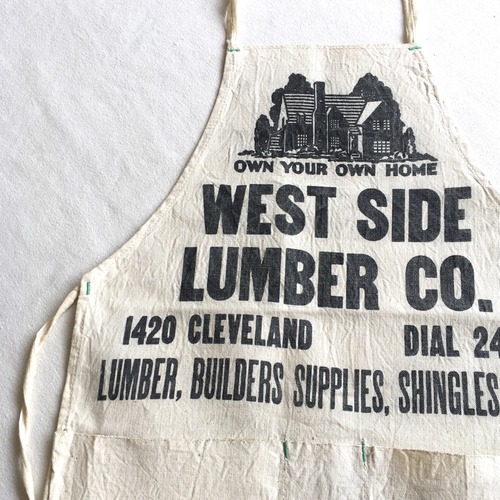 OWN YOUR OWN HOME
WEST SIDE
LUMBER CO.
1420 CLEVELAND DIAL 24
LUMBER, BUILDERS SUPPLIES, SHINGLES